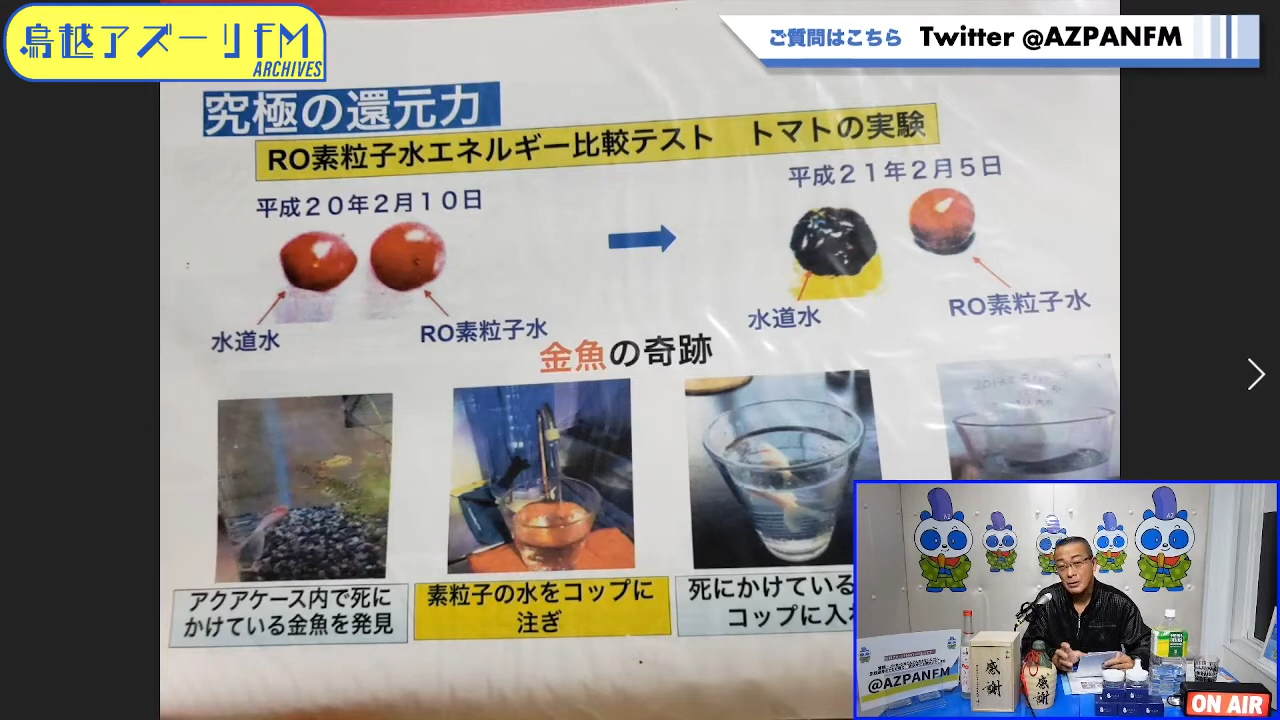 鳥越アズーリFM
ARCHIVES
ご質問はこちら Twitter @AZPANFM
究極の還元力
RO素粒子水エネルギー比較テスト トマトの実験
平成20年2月10日
平成21年2月5日
水道水
RO素粒子水
水道水
RO素粒子水
金魚の奇跡
アクアケース内で死に
かけている金魚を発見
素粒子の水をコップに
注ぎ
死にかけている
コップに入
@AZPANFM
感謝
感謝
ON AIR